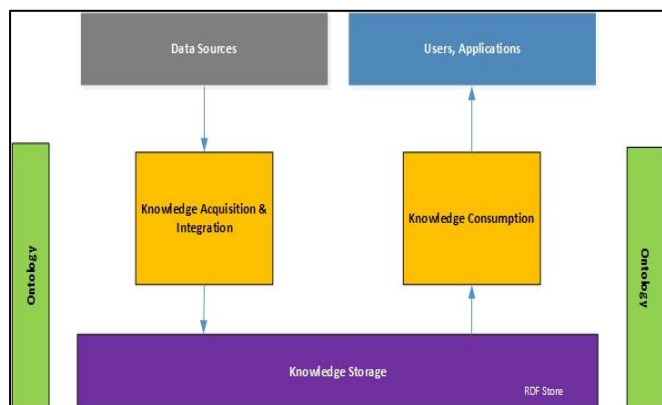 Data Sources
Users, Applications
Knowledge Acquisition &
Integration
Knowledge Consumption
Ontology
Ontology
Knowledge Storage
RDF Store